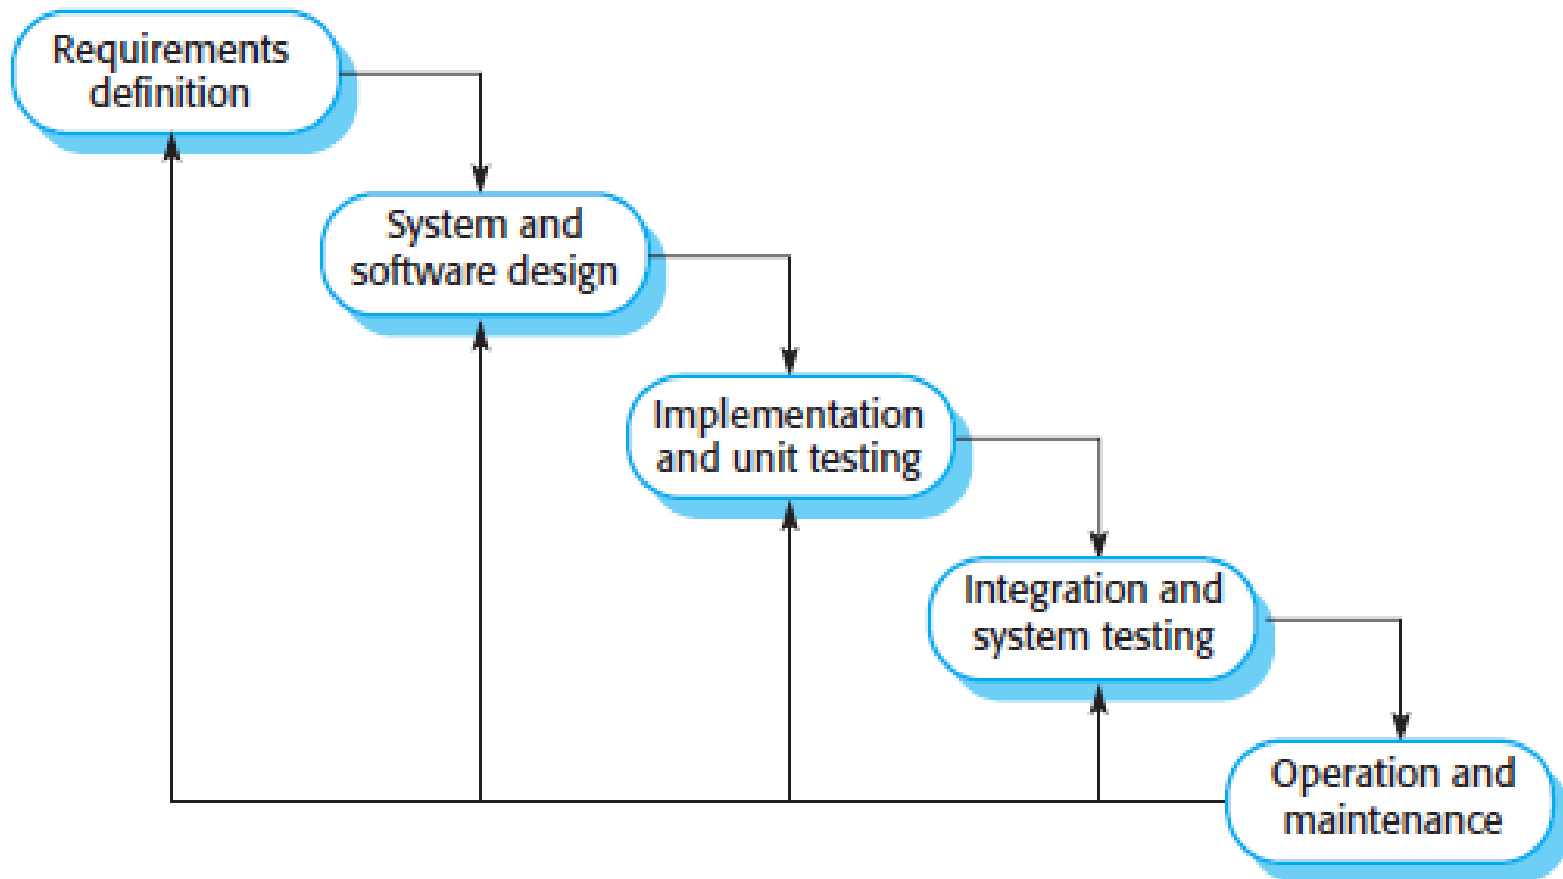 Requirements
definition
System and
software design
Implementation
and unit testing
Integration and
system testing
Operation and
maintenance